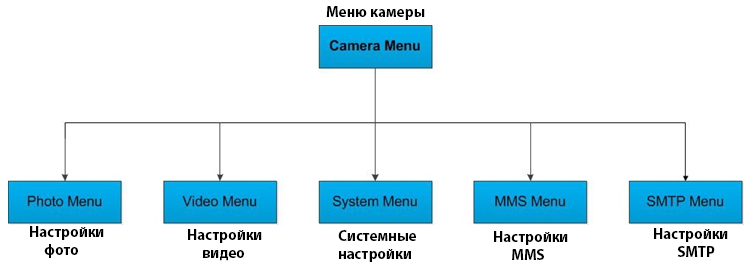 Меню камеры
Camera Menu
Photo Menu
Video Menu
System Menu
MMS Menu
SMTP Menu
Настройки
фото
Настройки
видео
Системные
настройки
Настройки
MMS
Настройки
SMTP